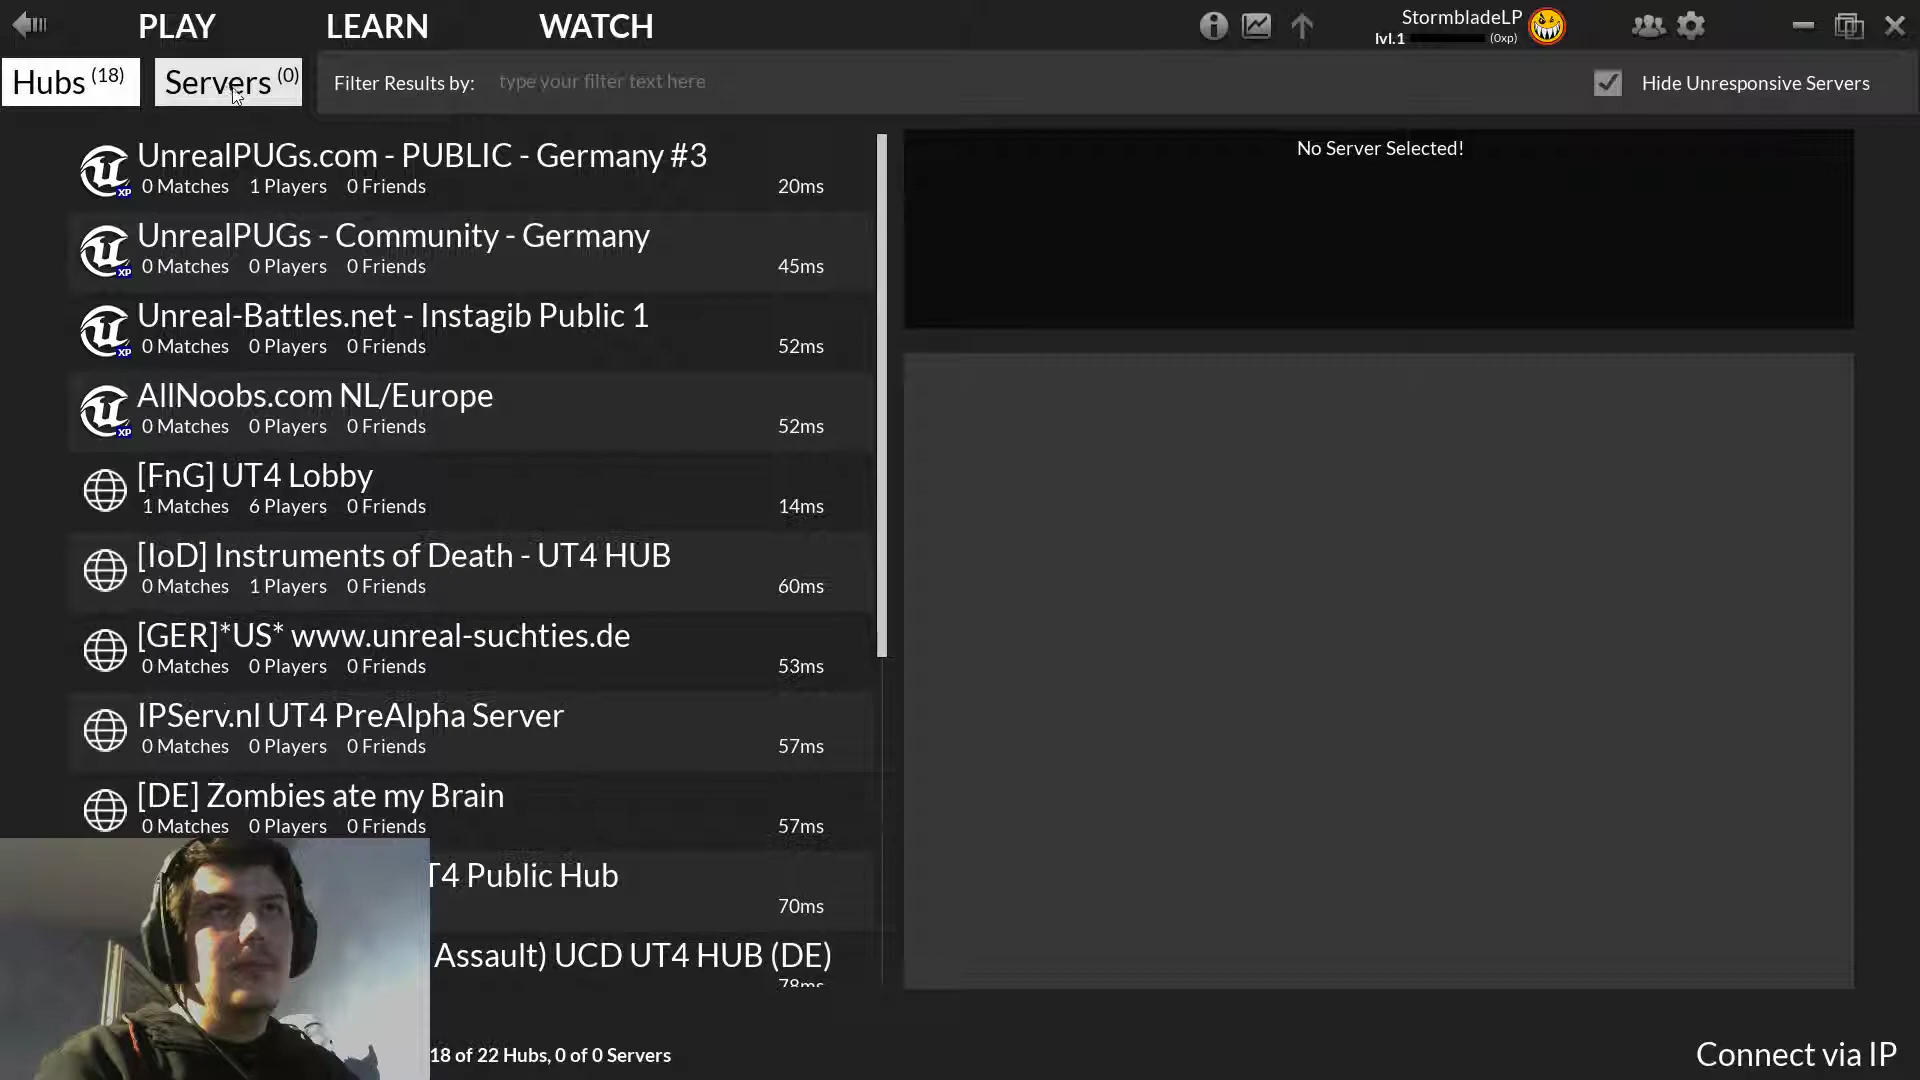 PLAY LEARN WATCH
StormbladeLP
lvl.1 (0xp)
Hubs (18) Servers (0) Filter Results by: type your filter text here Hide Unresponsive Servers
UnrealPUGs.com - PUBLIC - Germany #3
0 Matches 1 Players 0 Friends 20ms
UnrealPUGs - Community - Germany
0 Matches 0 Players 0 Friends 45ms
Unreal-Battles.net - Instagib Public 1
0 Matches 0 Players 0 Friends 52ms
AllNoobs.com NL/Europe
0 Matches 0 Players 0 Friends 52ms
[FnG] UT4 Lobby
1 Matches 6 Players 0 Friends 14ms
[IoD] Instruments of Death - UT4 HUB
0 Matches 1 Players 0 Friends 60ms
[GER]*US* www.unreal-suchties.de
0 Matches 0 Players 0 Friends 53ms
IPServ.nl UT4 PreAlpha Server
0 Matches 0 Players 0 Friends 57ms
[DE] Zombies ate my Brain
0 Matches 0 Players 0 Friends 57ms
T4 Public Hub
70ms
Assault) UCD UT4 HUB (DE)
78ms
No Server Selected!
18 of 22 Hubs, 0 of 0 Servers
Connect via IP